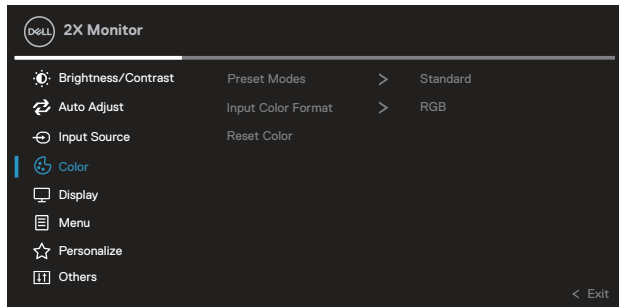 DELL 2X Monitor
Brightness/Contrast Preset Modes > Standard
Auto Adjust Input Color Format > RGB
Input Source Reset Color
Color
Display
Menu
Personalize
Others
< Exit